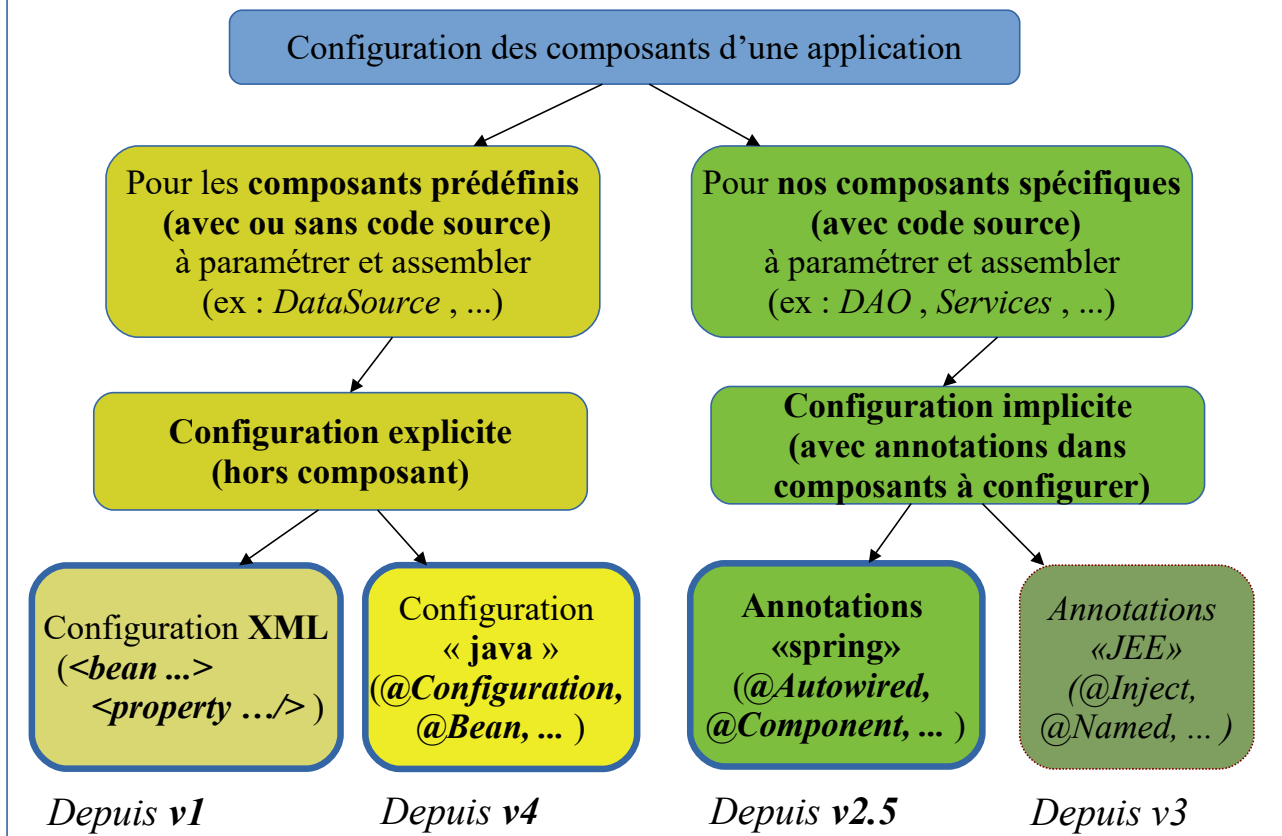 Configuration des composants d’une application
Pour les composants prédéfinis
(avec ou sans code source)
à paramétrer et assembler
(ex : DataSource , ...)
Pour nos composants spécifiques
(avec code source)
à paramétrer et assembler
(ex : DAO , Services , ...)
Configuration explicite
(hors composant)
Configuration implicite
(avec annotations dans
composants à configurer)
Configuration XML
(<bean ...>
<property …/> )
Configuration
« java »
(@Configuration,
@Bean, ... )
Annotations
«spring»
(@Autowired,
@Component, ... )
Annotations
«JEE»
(@Inject,
@Named, ... )
Depuis v1
Depuis v4
Depuis v2.5
Depuis v3